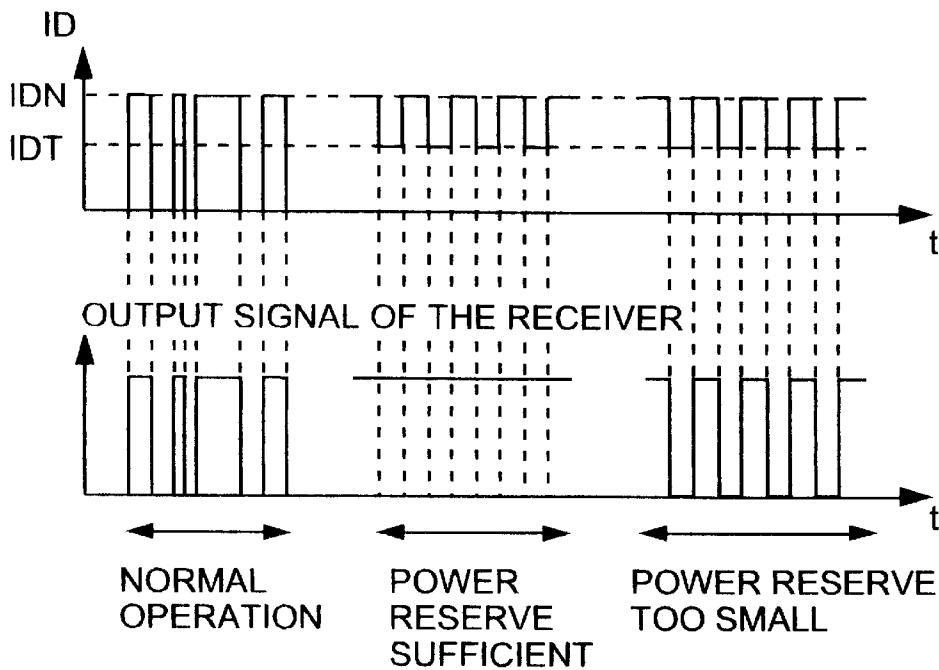 ID
IDN
IDT
t
OUTPUT SIGNAL OF THE RECEIVER
t
NORMAL
OPERATION
POWER
RESERVE
SUFFICIENT
POWER RESERVE
TOO SMALL